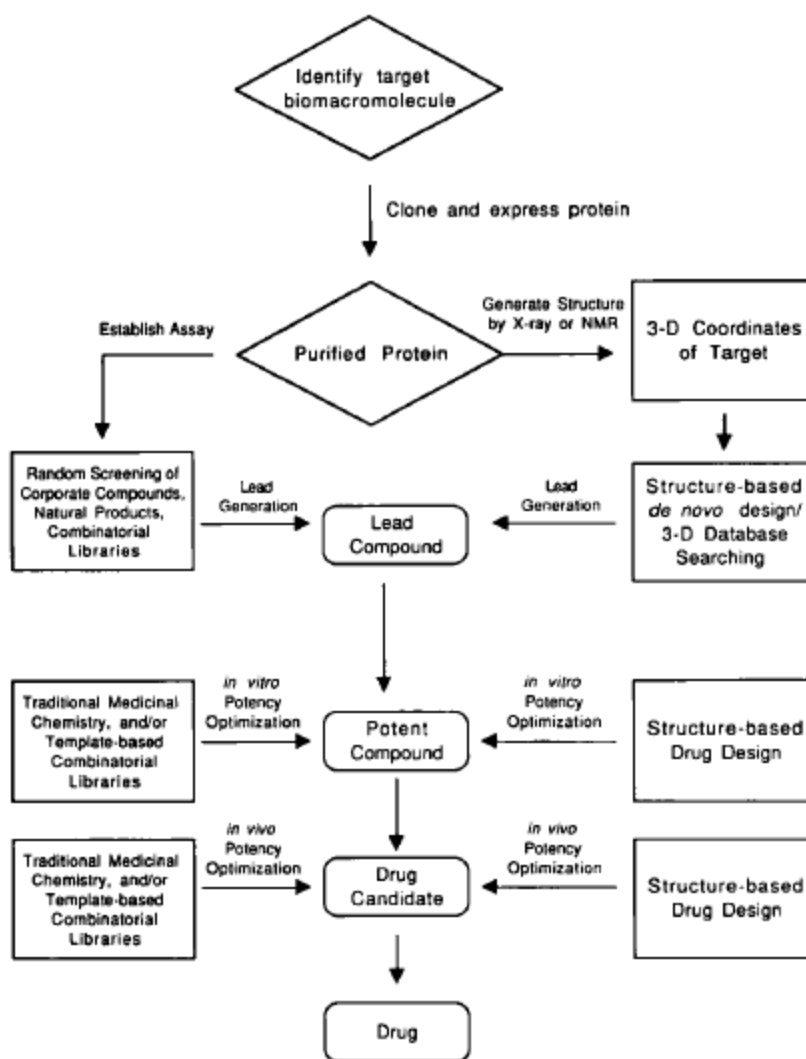 Identify target
biomacromolecule
Clone and express protein
Establish Assay
Purified Protein
Generate Structure
by X-ray or NMR
3-D Coordinates
of Target
Random Screening of
Corporate Compounds,
Natural Products,
Combinatorial
Libraries
Lead
Generation
Lead
Compound
Lead
Generation
Structure-based
de novo design/
3-D Database
Searching
Traditional Medicinal
Chemistry, and/or
Template-based
Combinatorial
Libraries
in vitro
Potency
Optimization
Potent
Compound
in vitro
Potency
Optimization
Structure-based
Drug Design
Traditional Medicinal
Chemistry, and/or
Template-based
Combinatorial
Libraries
in vivo
Potency
Optimization
Drug
Candidate
in vivo
Potency
Optimization
Structure-based
Drug Design
Drug